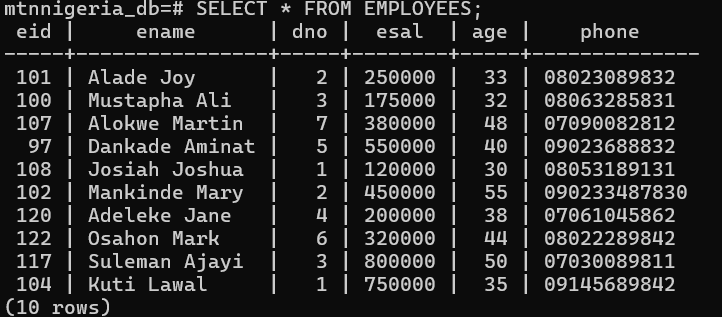 mtnnigeria_db=# SELECT * FROM EMPLOYEES;
 eid |     ename      | dno |  esal  | age |    phone
-----+----------------+-----+--------+-----+--------------
 101 | Alade Joy      |   2 | 250000 |  33 | 08023089832
 100 | Mustapha Ali   |   3 | 175000 |  32 | 08063285831
 107 | Alokwe Martin  |   7 | 380000 |  48 | 07090082812
  97 | Dankade Aminat |   5 | 550000 |  40 | 09023688832
 108 | Josiah Joshua  |   1 | 120000 |  30 | 08053189131
 102 | Mankinde Mary  |   2 | 450000 |  55 | 090233487830
 120 | Adeleke Jane   |   4 | 200000 |  38 | 07061045862
 122 | Osahon Mark    |   6 | 320000 |  44 | 08022289842
 117 | Suleman Ajayi  |   3 | 800000 |  50 | 07030089811
 104 | Kuti Lawal     |   1 | 750000 |  35 | 09145689842
(10 rows)